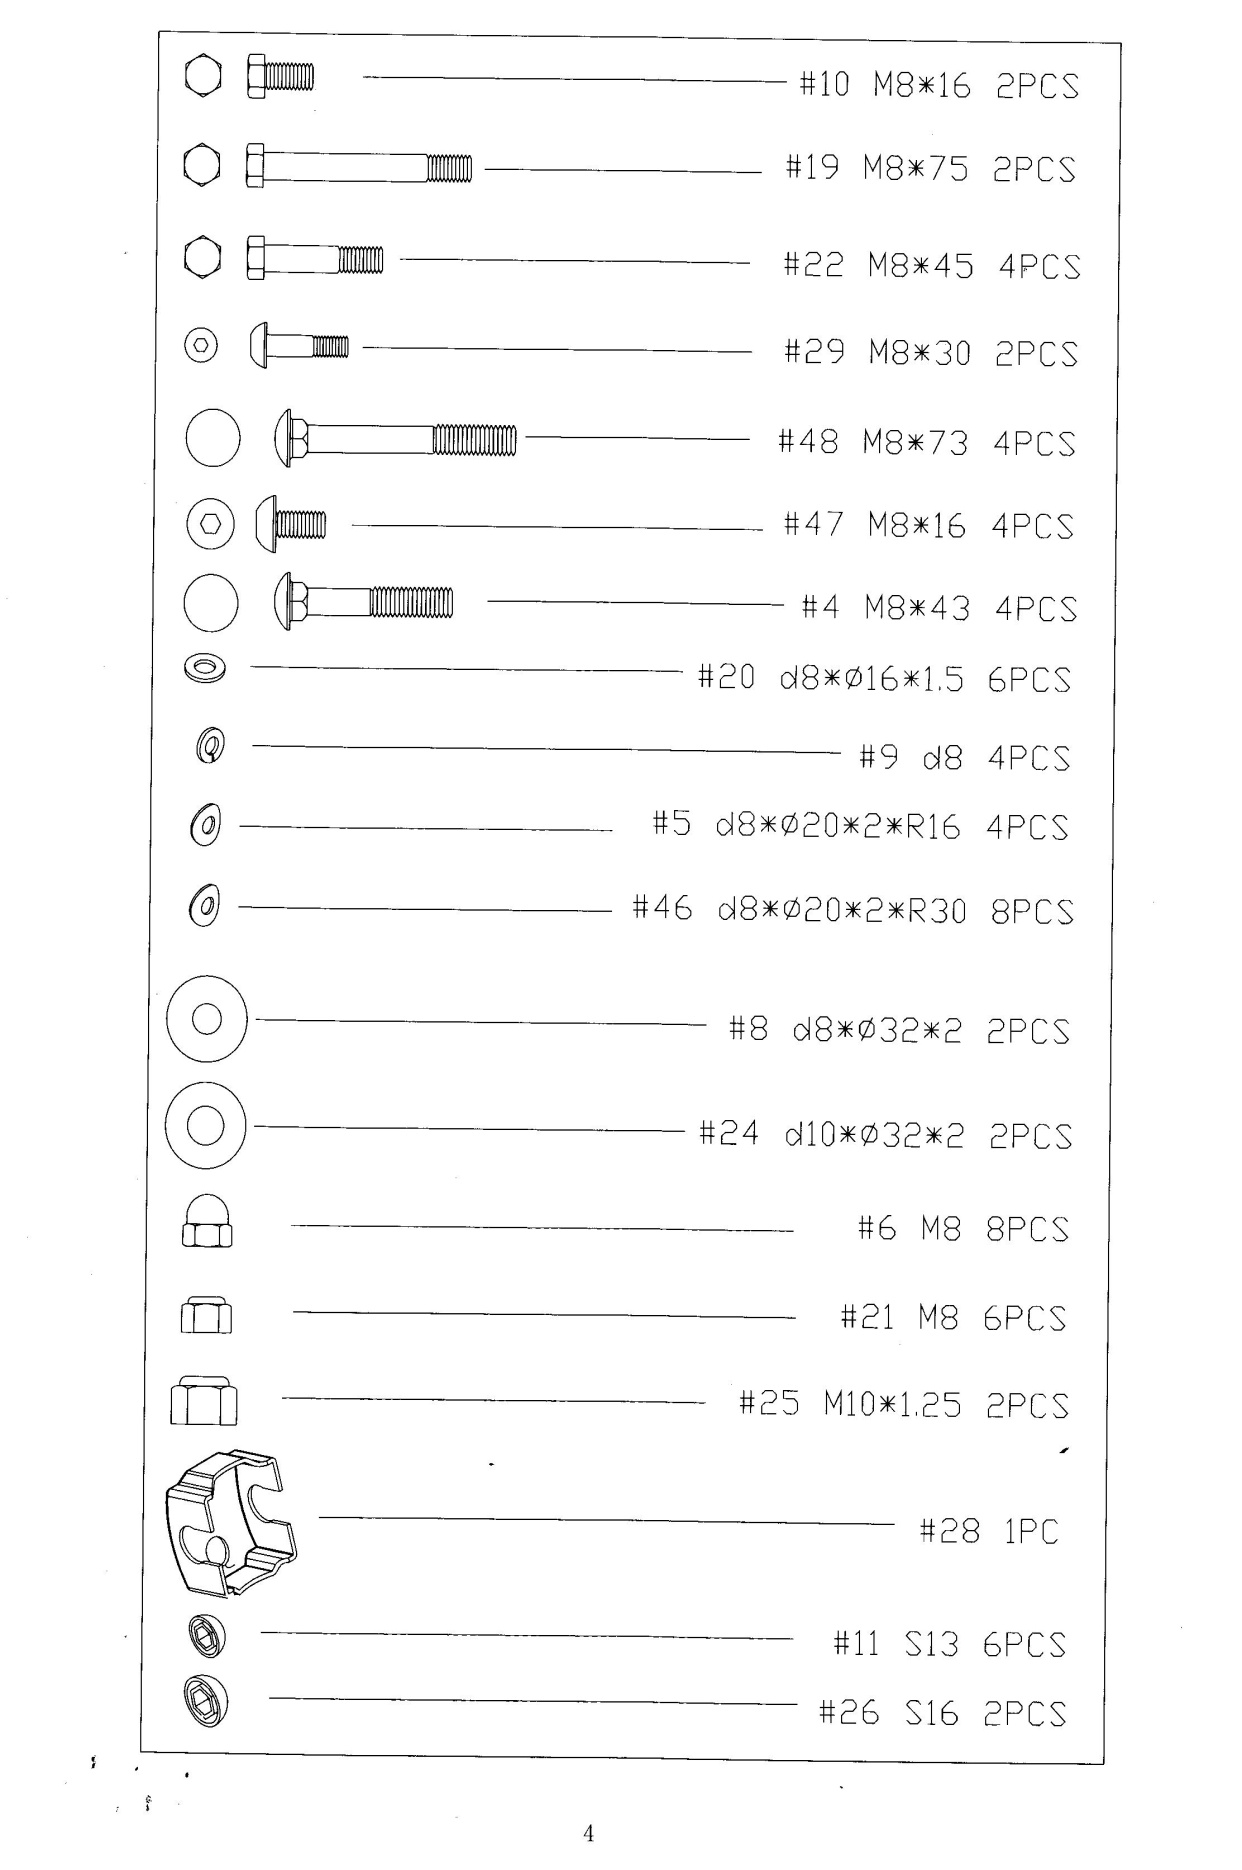 #10 M8*16 2PCS
#19 M8*75 2PCS
#22 M8*45 4PCS
#29 M8*30 2PCS
#48 M8*73 4PCS
#47 M8*16 4PCS
#4 M8*43 4PCS
#20 d8*Ø16*1.5 6PCS
#9 d8 4PCS
#5 d8*Ø20*2*R16 4PCS
#46 d8*Ø20*2*R30 8PCS
#8 d8*Ø32*2 2PCS
#24 d10*Ø32*2 2PCS
#6 M8 8PCS
#21 M8 6PCS
#25 M10*1.25 2PCS
#28 1PC
#11 S13 6PCS
#26 S16 2PCS
4